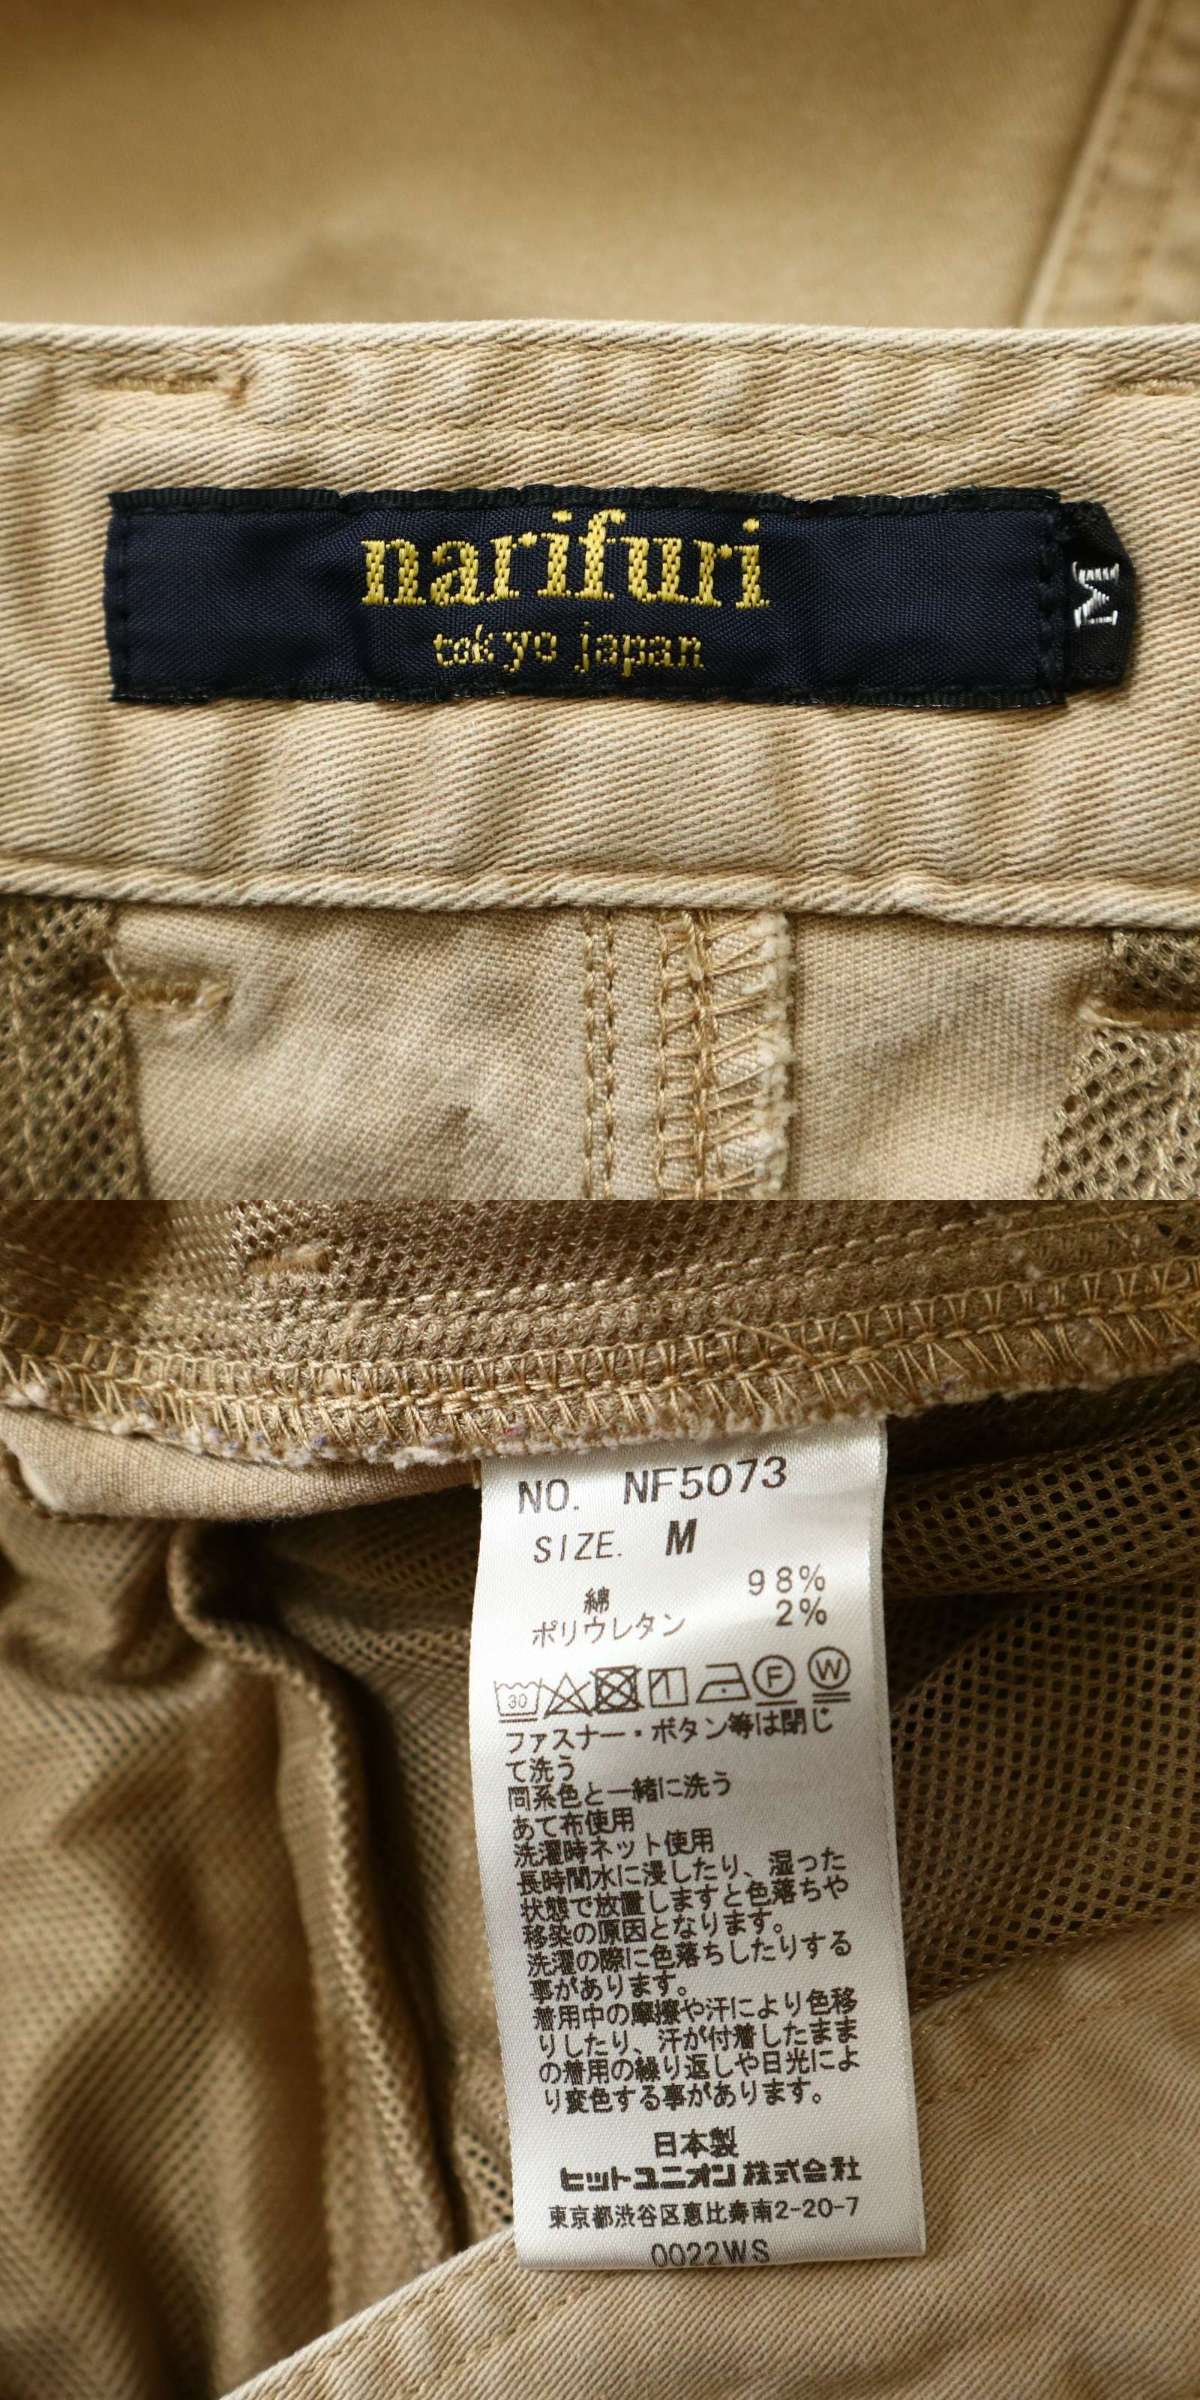 narifuri
tokyo japan
M
NO. NF5073
SIZE. M
綿 98%
ポリウレタン 2%
30 F W
ファスナー・ボタン等は閉じ
て洗う
同系色と一緒に洗う
あて布使用
洗濯時ネット使用
長時間水に浸したり、湿った
状態で放置しますと色落ちや
移染の原因となります。
洗濯の際に色落ちしたりする
事があります。
着用中の摩擦や汗により色移
りしたり、汗が付着したまま
の着用の繰り返しや日光によ
り変色する事があります。
日本製
ヒットユニオン株式会社
東京都渋谷区恵比寿南2-20-7
0022WS